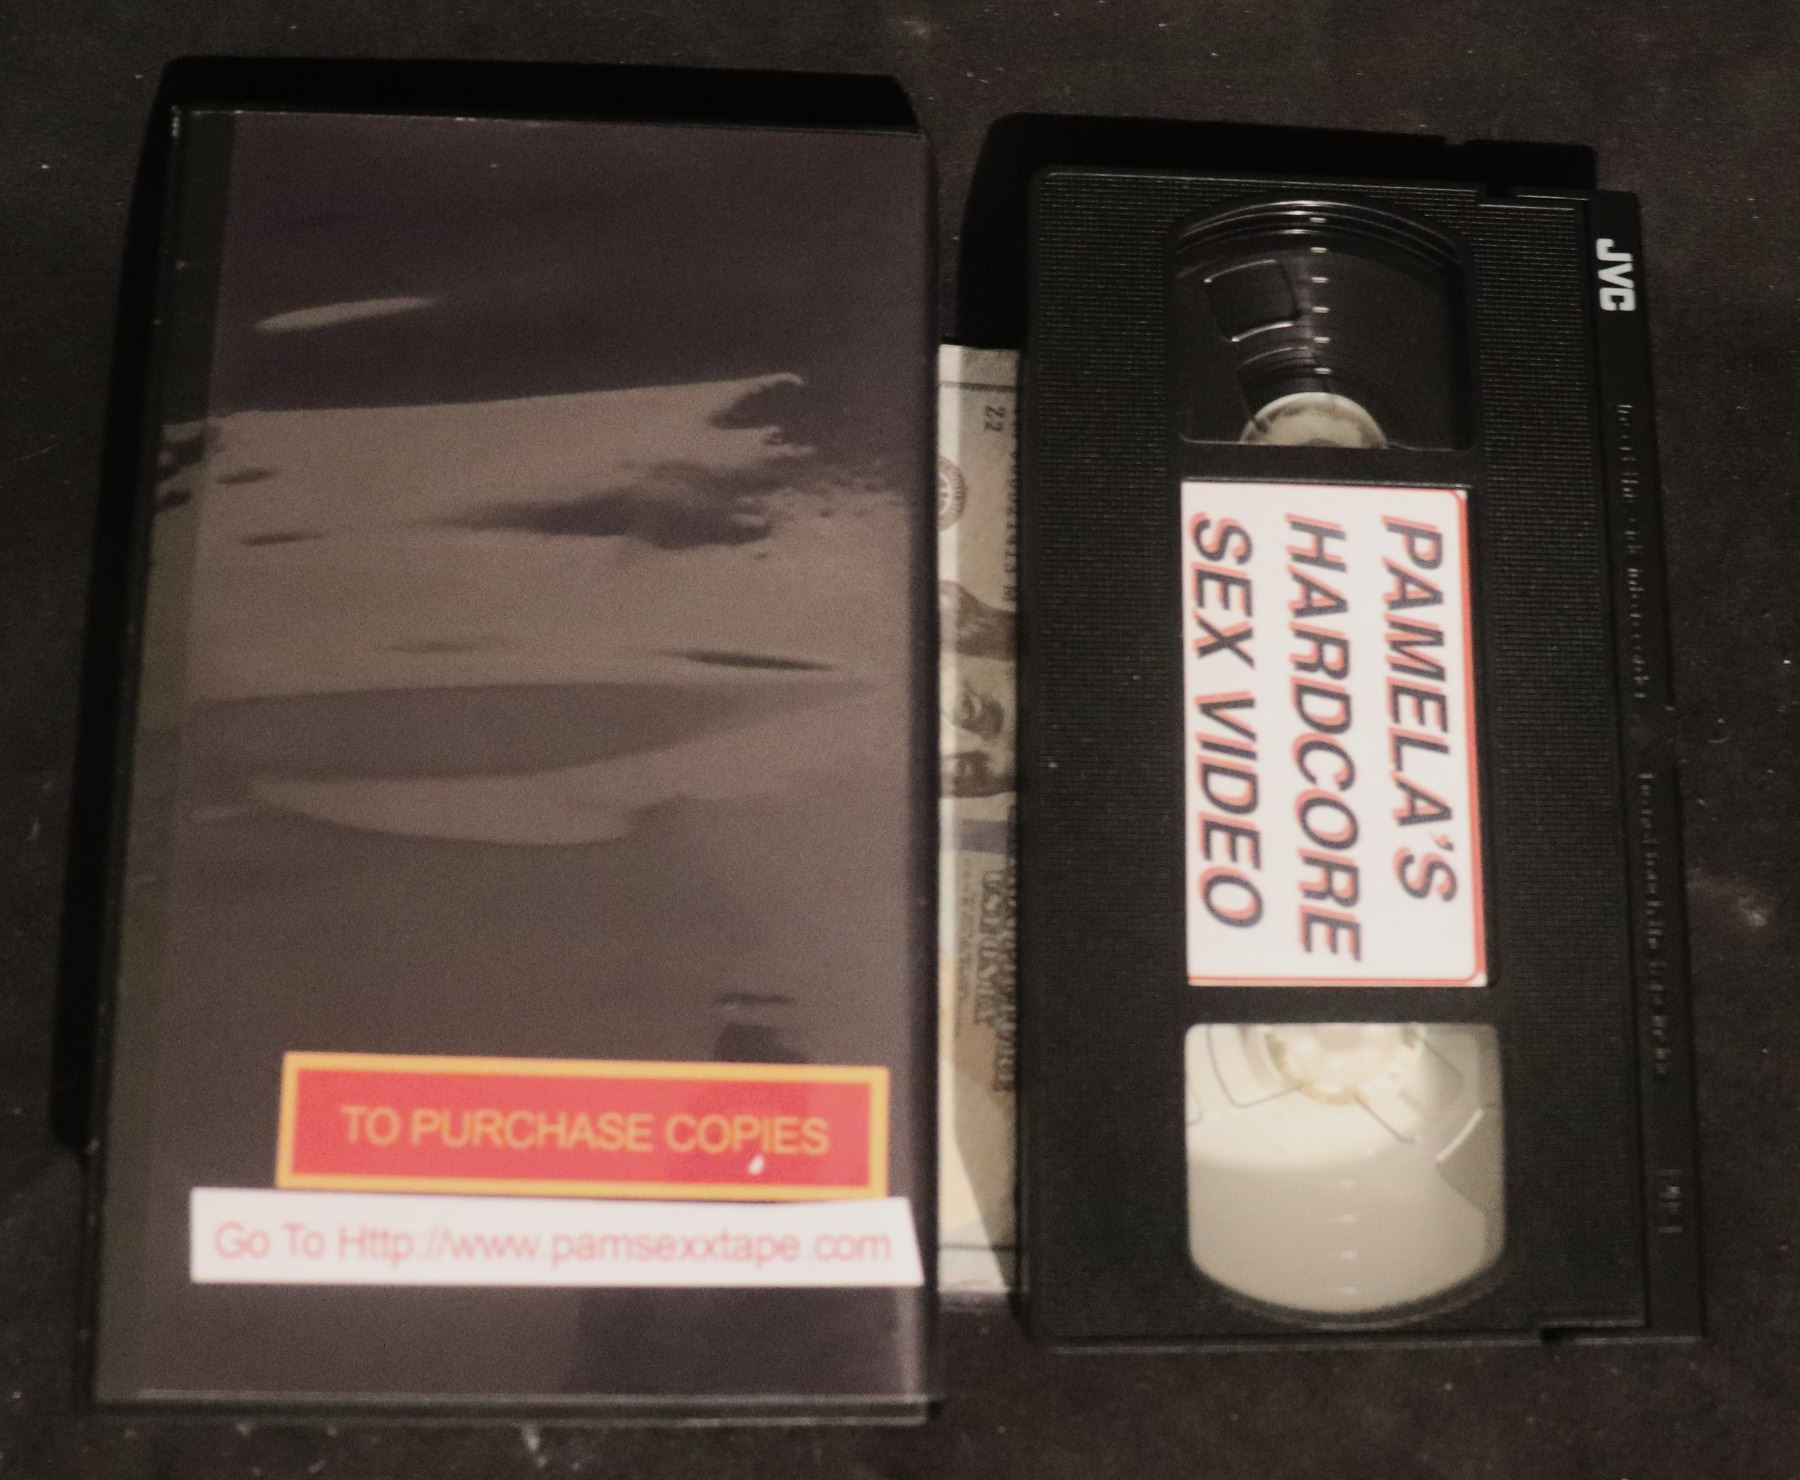 TO PURCHASE COPIES
Go To Http://www.pamsexxtape.com
JVC
PAMELA'S
HARDCORE
SEX VIDEO